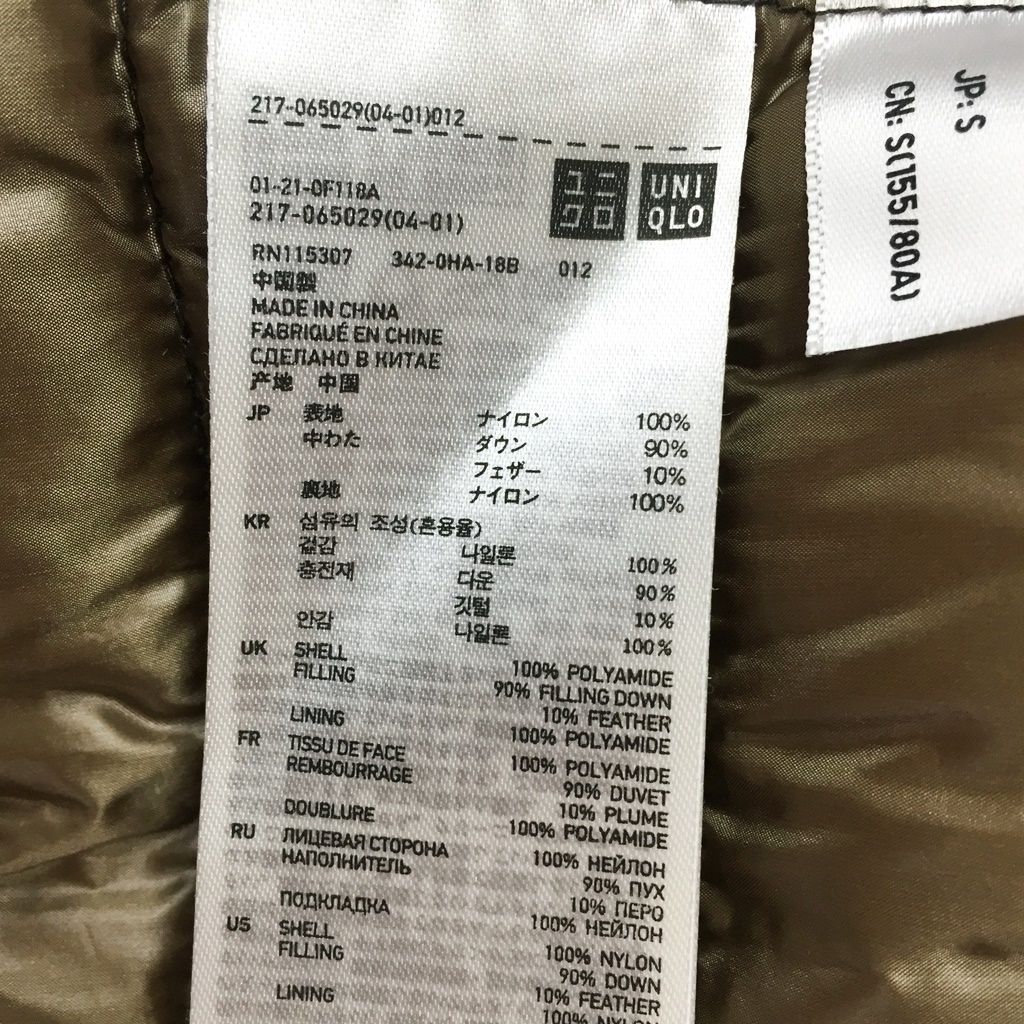 217-065029(04-01)012
01-21-0F118A
217-065029(04-01)
ユニ
クロ
UNI
QLO
RN115307 342-0HA-18B 012
中国製
MADE IN CHINA
FABRIQUÉ EN CHINE
СДЕЛАНО В КИТАЕ
产地 中国
JP 表地 ナイロン 100%
中わた ダウン 90%
フェザー 10%
裏地 ナイロン 100%
KR 섬유의 조성(혼용율)
겉감 나일론 100%
충전재 다운 90%
깃털 10%
안감 나일론 100%
UK SHELL 100% POLYAMIDE
FILLING 90% FILLING DOWN
10% FEATHER
LINING 100% POLYAMIDE
FR TISSU DE FACE 100% POLYAMIDE
REMBOURRAGE 90% DUVET
10% PLUME
DOUBLURE 100% POLYAMIDE
RU ЛИЦЕВАЯ СТОРОНА 100% НЕЙЛОН
НАПОЛНИТЕЛЬ 90% ПУХ
10% ПЕРО
ПОДКЛАДКА 100% НЕЙЛОН
US SHELL 100% NYLON
FILLING 90% DOWN
10% FEATHER
LINING 100% NYLON
JP: S
CN: S(155/80A)